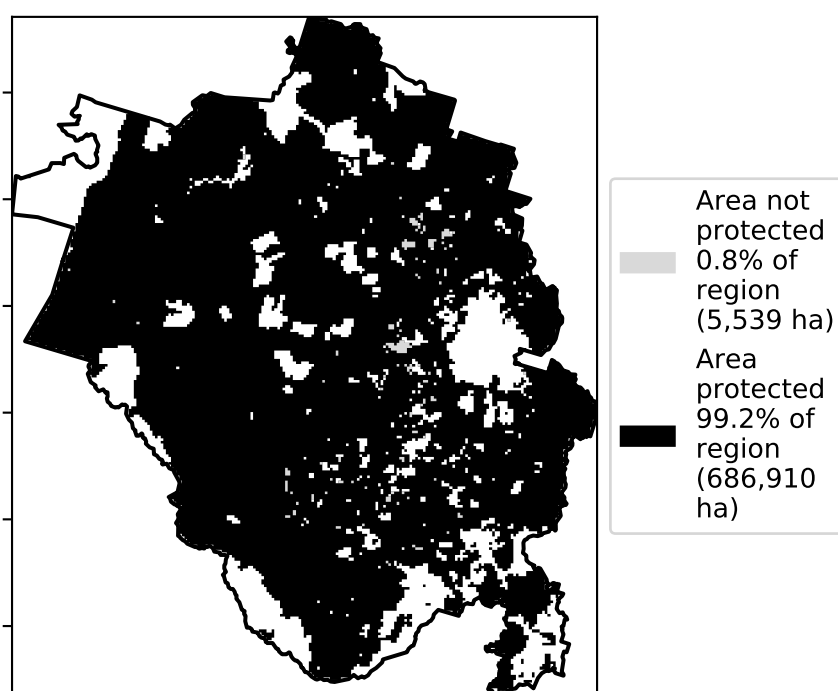 Area not
protected
0.8% of
region
(5,539 ha)
Area
protected
99.2% of
region
(686,910
ha)